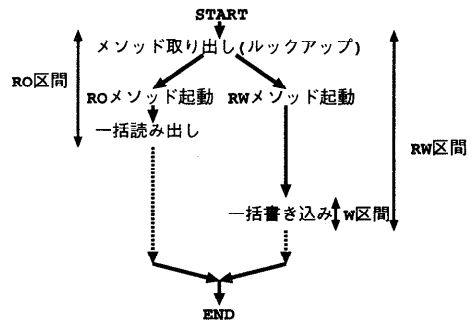 START
メソッド取り出し(ルックアップ)
RO区間
ROメソッド起動 RWメソッド起動
一括読み出し
RW区間
一括書き込み W区間
END